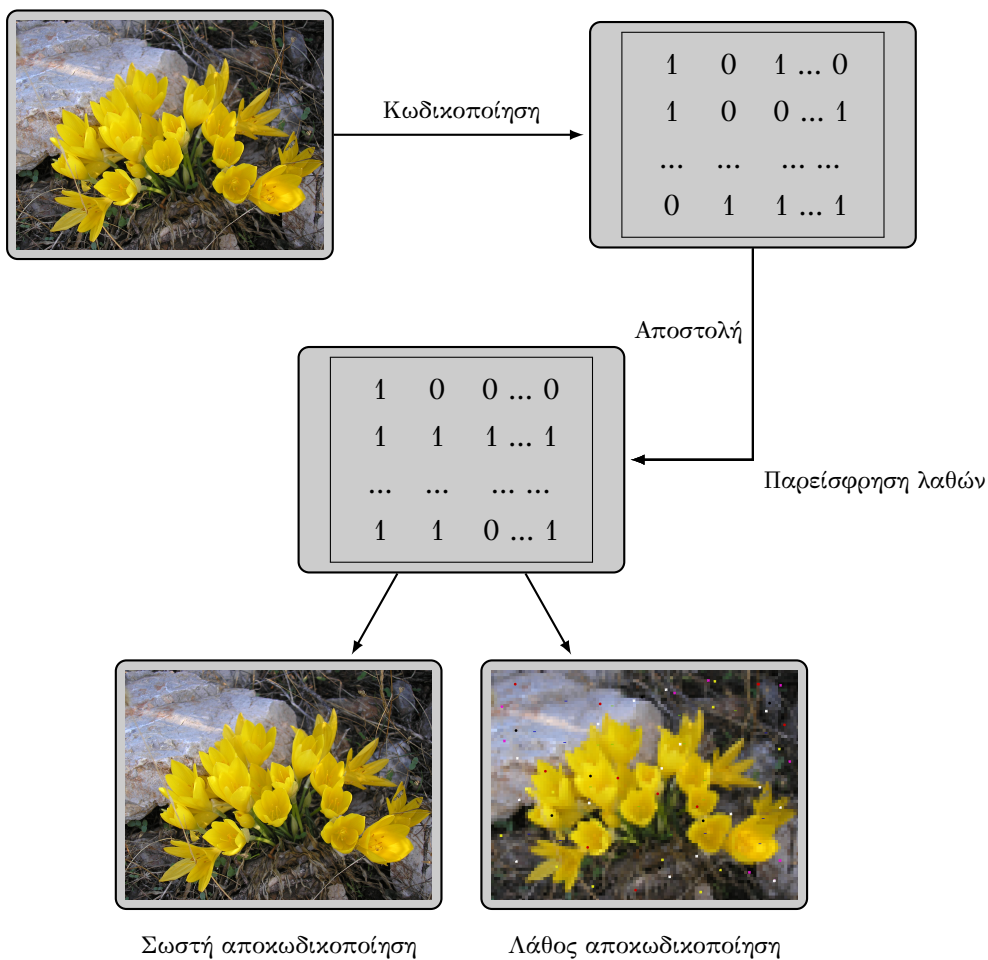 Κωδικοποίηση
1 0 1 ... 0
1 0 0 ... 1
... ... ... ...
0 1 1 ... 1
Αποστολή
1 0 0 ... 0
1 1 1 ... 1
... ... ... ...
1 1 0 ... 1
Παρείσφρηση λαθών
Σωστή αποκωδικοποίηση
Λάθος αποκωδικοποίηση